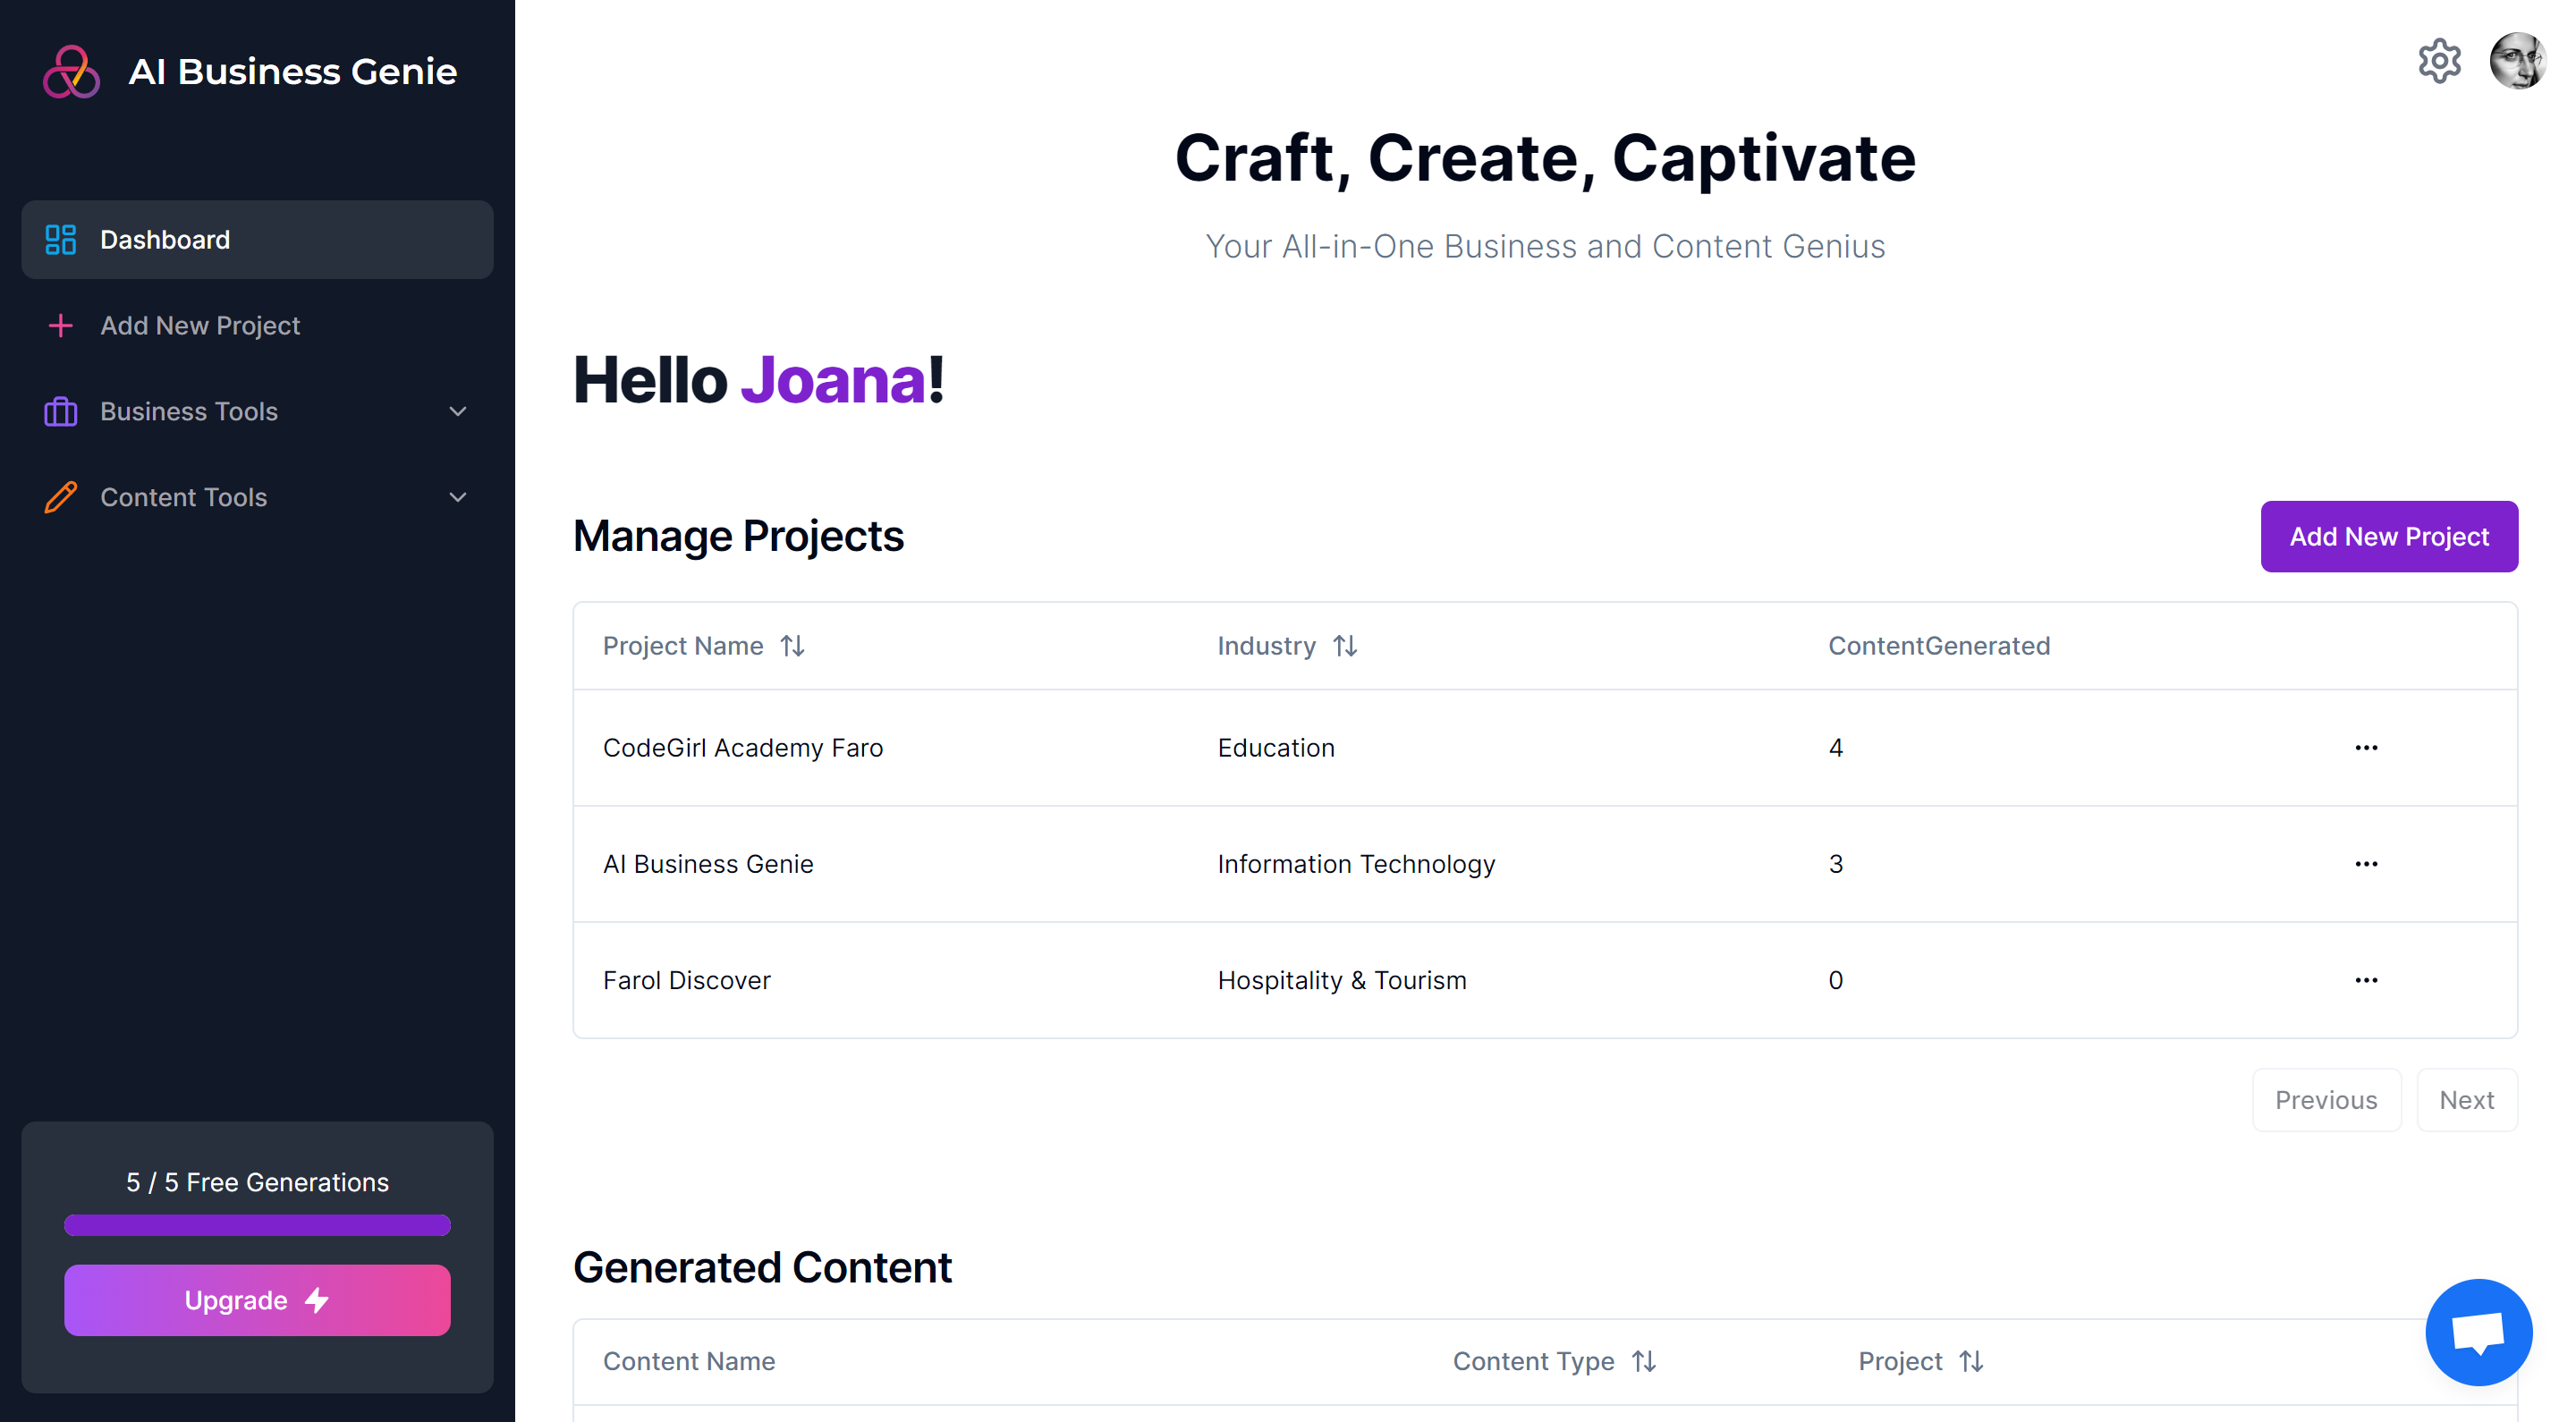 AI Business Genie
Dashboard
Add New Project
Business Tools
Content Tools
5 / 5 Free Generations
Upgrade
Craft, Create, Captivate
Your All-in-One Business and Content Genius
Hello Joana!
Manage Projects
Add New Project
Project Name Industry ContentGenerated
CodeGirl Academy Faro Education 4
AI Business Genie Information Technology 3
Farol Discover Hospitality & Tourism 0
Previous Next
Generated Content
Content Name Content Type Project